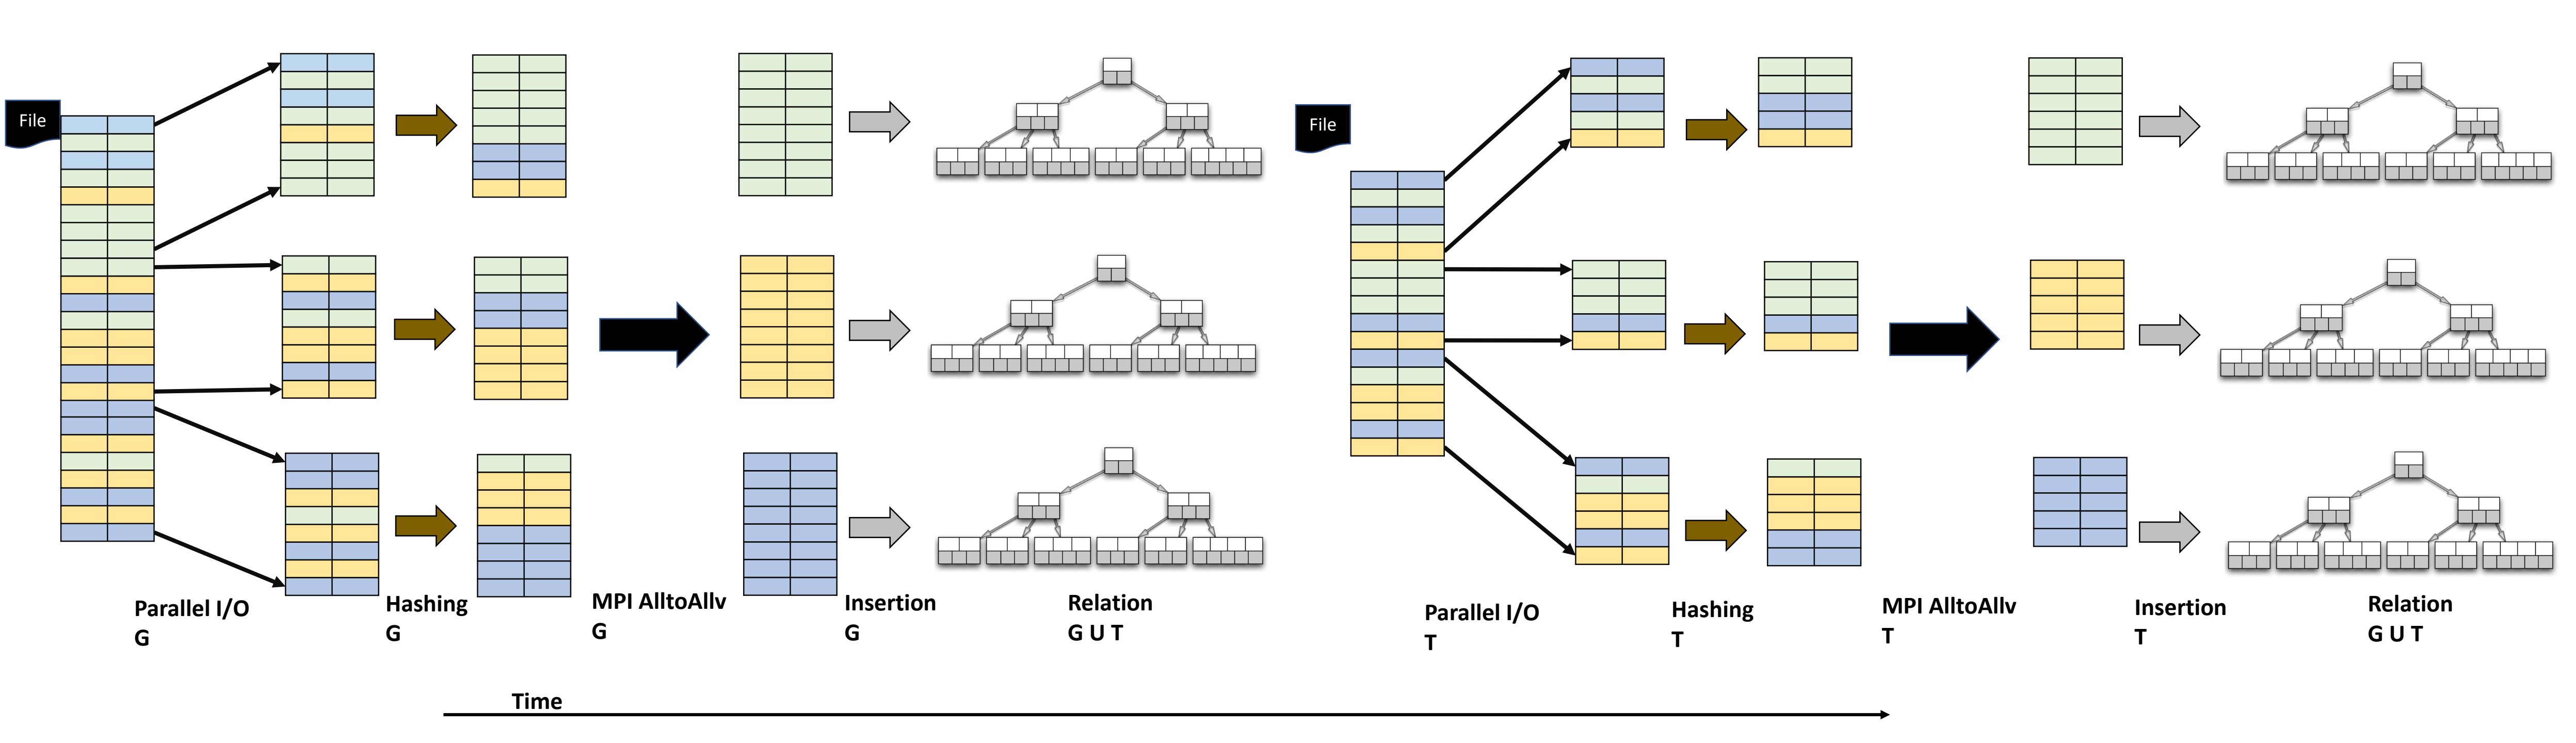 File
File
Parallel I/O
G
Hashing
G
MPI AlltoAllv
G
Insertion
G
Relation
G U T
Parallel I/O
T
Hashing
T
MPI AlltoAllv
T
Insertion
T
Relation
G U T
Time